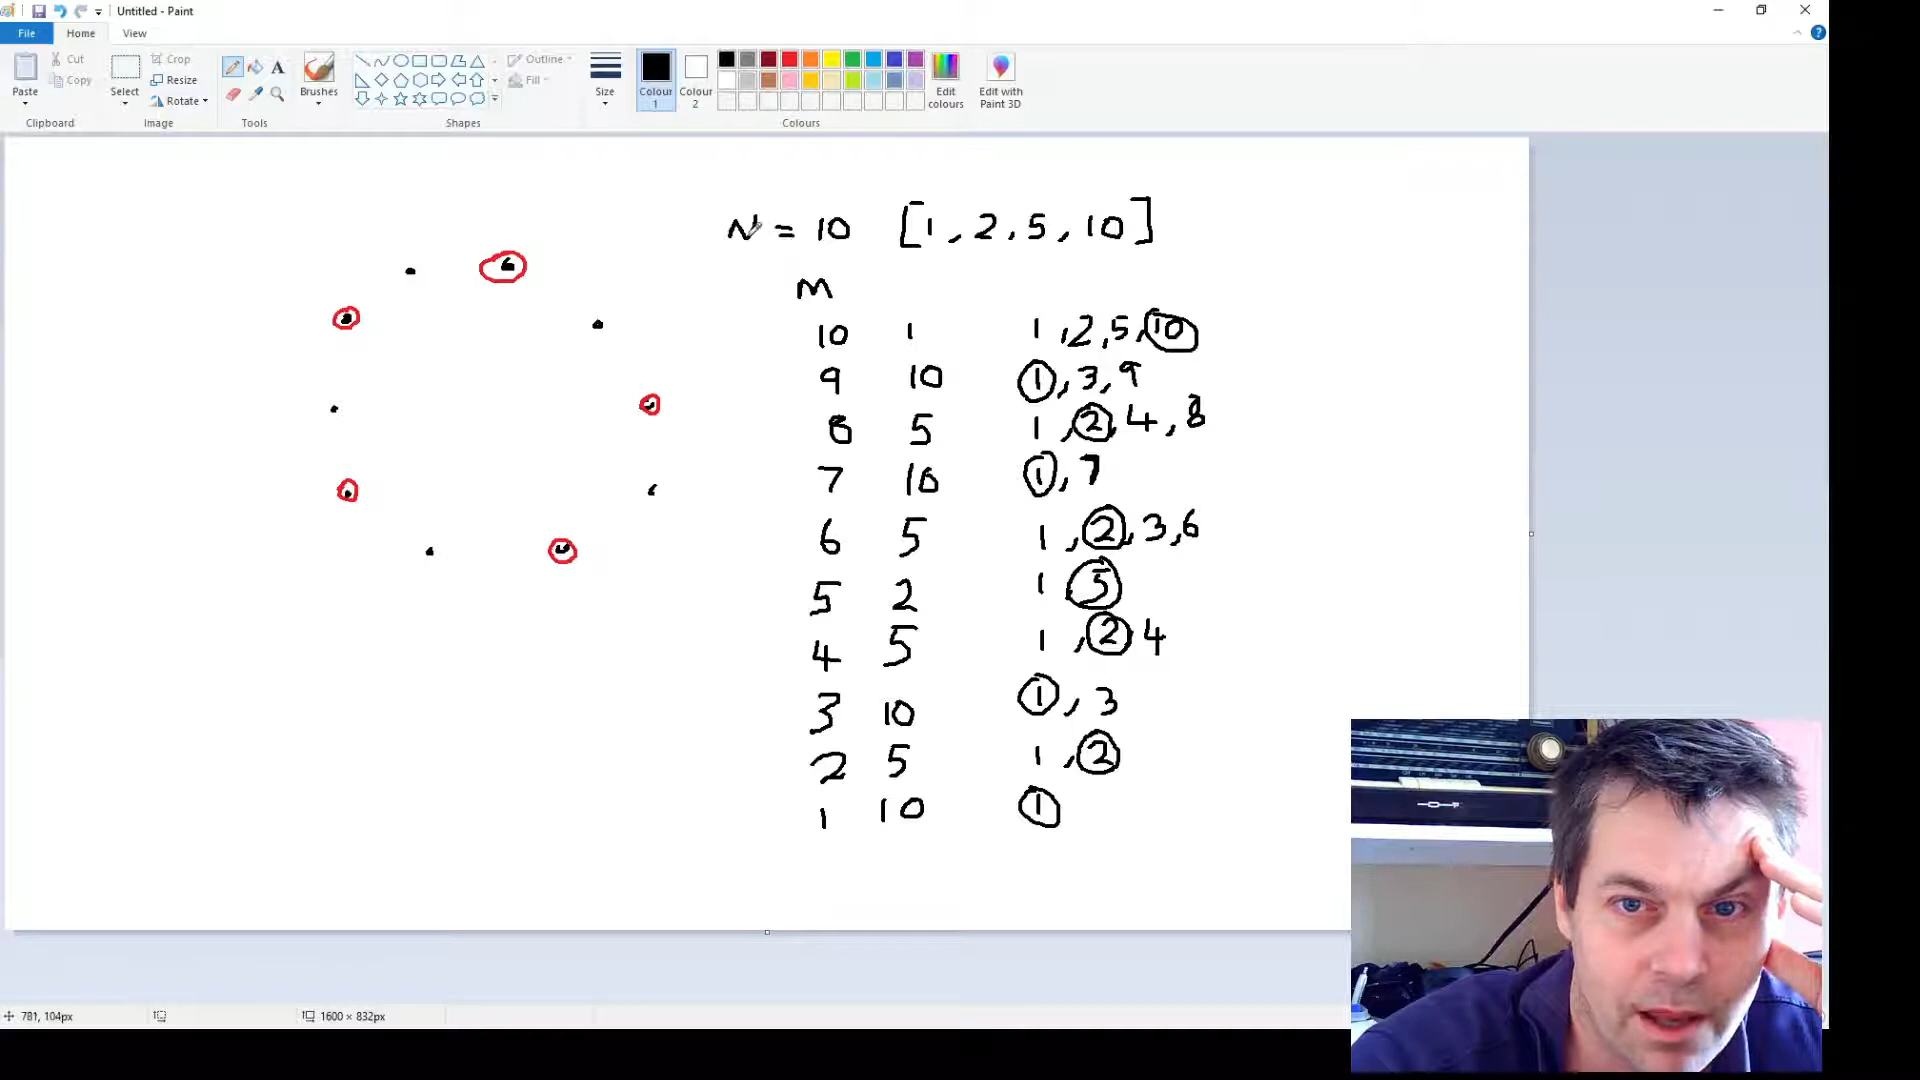 Untitled - Paint
File Home View
Cut
Copy
Paste
Clipboard
Crop
Resize
Rotate
Select
Image
A
Tools
Brushes
Outline
Fill
Shapes
Size
Colour 1
Colour 2
Edit colours
Edit with Paint 3D
Colours
N = 10 [1, 2, 5, 10]
M
10 1 1, 2, 5, 10
9 10 1, 3, 9
8 5 1, 2, 4, 8
7 10 1, 7
6 5 1, 2, 3, 6
5 2 1 5
4 5 1, 2 4
3 10 1, 3
2 5 1, 2
1 10 1
781, 104px
1600 × 832px